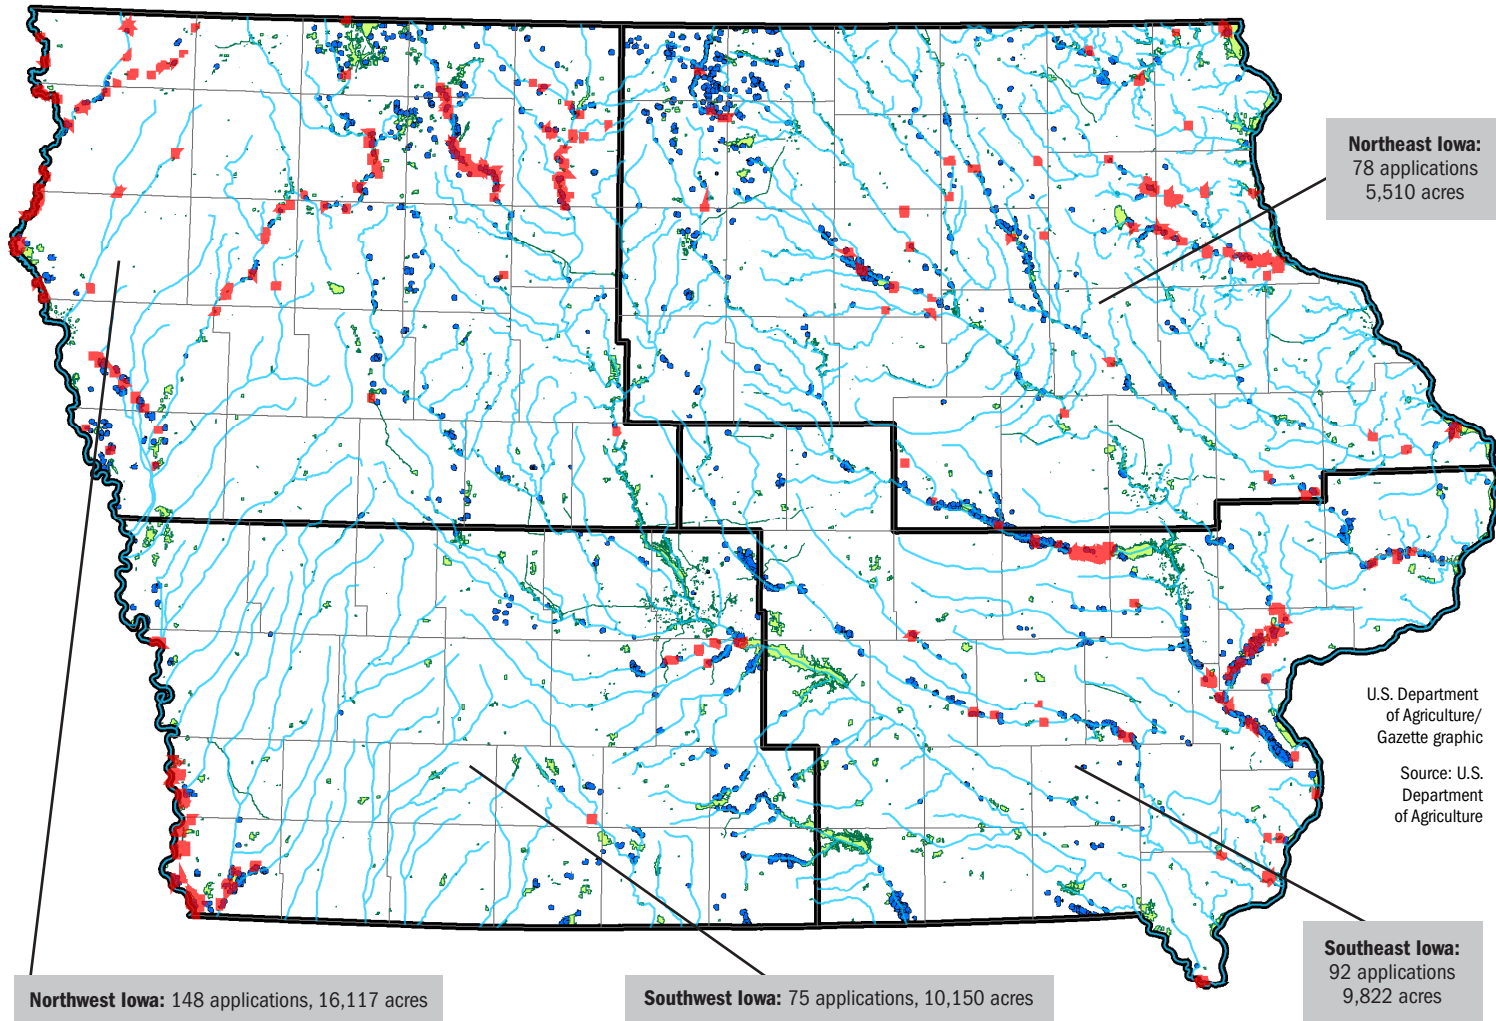 Northeast Iowa:
78 applications
5,510 acres
U.S. Department
of Agriculture/
Gazette graphic
Source: U.S.
Department
of Agriculture
Southeast Iowa:
92 applications
9,822 acres
Northwest Iowa: 148 applications, 16,117 acres
Southwest Iowa: 75 applications, 10,150 acres